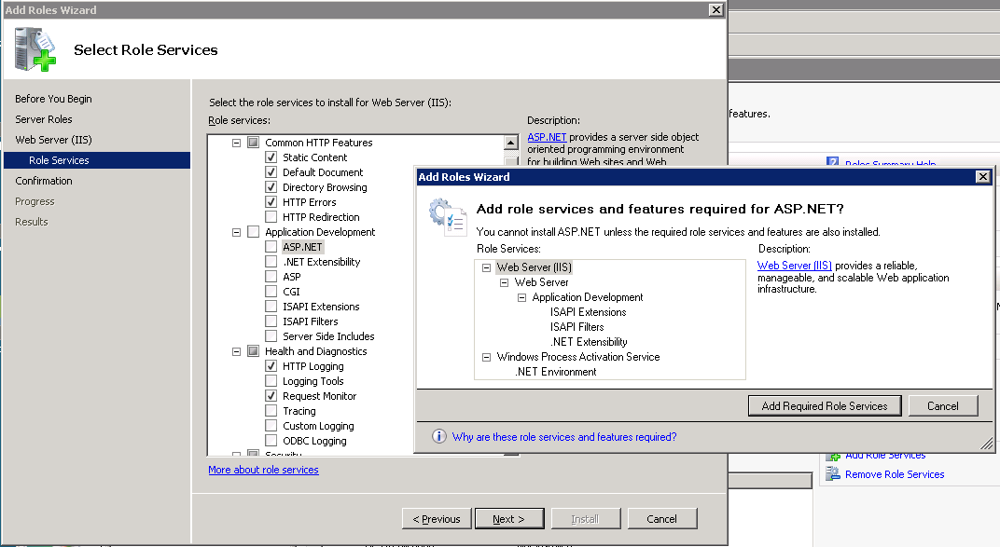 Add Roles Wizard
Select Role Services
Before You Begin
Server Roles
Web Server (IIS)
Role Services
Confirmation
Progress
Results
Select the role services to install for Web Server (IIS):
Role services:
Common HTTP Features
Static Content
Default Document
Directory Browsing
HTTP Errors
HTTP Redirection
Application Development
ASP.NET
.NET Extensibility
ASP
CGI
ISAPI Extensions
ISAPI Filters
Server Side Includes
Health and Diagnostics
HTTP Logging
Logging Tools
Request Monitor
Tracing
Custom Logging
ODBC Logging
Security
More about role services
Description:
ASP.NET provides a server side object
oriented programming environment
for building Web sites and Web
< Previous
Next >
Install
Cancel
features.
Roles Summary Help
Add Roles Wizard
Add role services and features required for ASP.NET?
You cannot install ASP.NET unless the required role services and features are also installed.
Role Services:
Web Server (IIS)
Web Server
Application Development
ISAPI Extensions
ISAPI Filters
.NET Extensibility
Windows Process Activation Service
.NET Environment
Description:
Web Server (IIS) provides a reliable,
manageable, and scalable Web application
infrastructure.
Add Required Role Services
Cancel
Why are these role services and features required?
Add Role Services
Remove Role Services